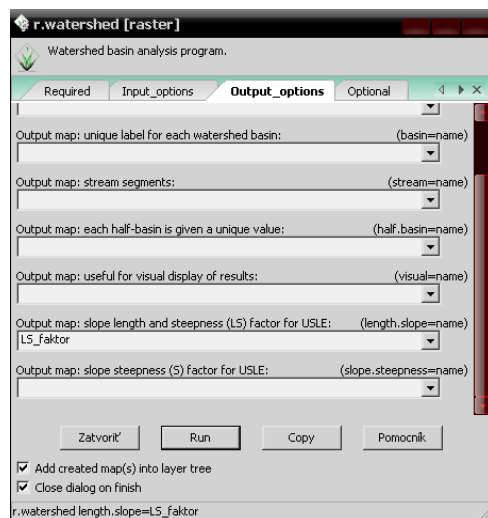 r.watershed [raster]
Watershed basin analysis program.
Required Input_options Output_options Optional
Output map: unique label for each watershed basin: (basin=name)
Output map: stream segments: (stream=name)
Output map: each half-basin is given a unique value: (half.basin=name)
Output map: useful for visual display of results: (visual=name)
Output map: slope length and steepness (LS) factor for USLE: (length.slope=name)
LS_faktor
Output map: slope steepness (S) factor for USLE: (slope.steepness=name)
Zatvoriť Run Copy Pomocník
Add created map(s) into layer tree
Close dialog on finish
r.watershed length.slope=LS_faktor